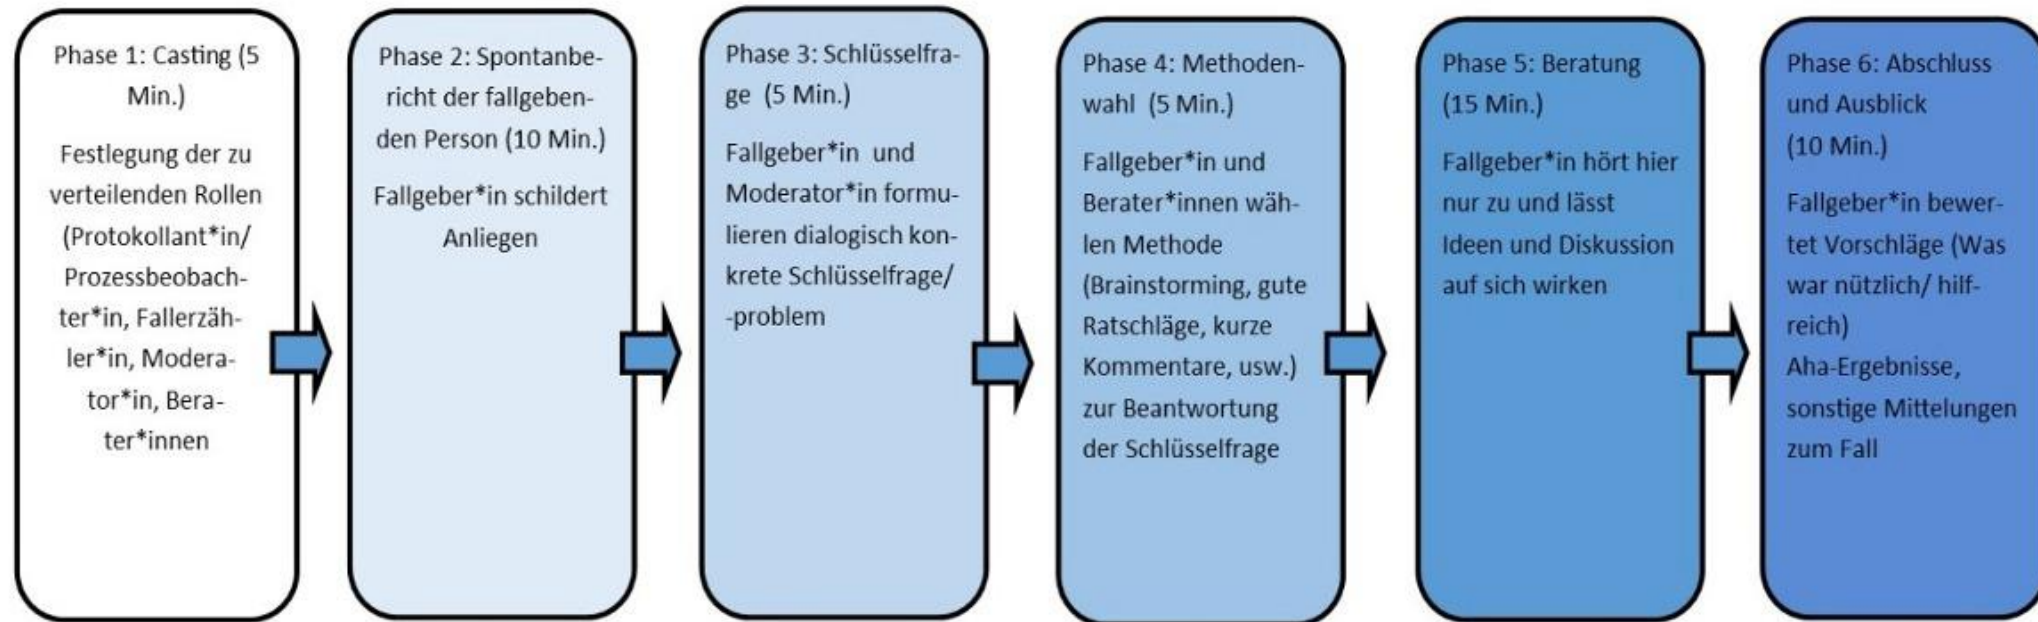 Phase 1: Casting (5
Min.)
Festlegung der zu
verteilenden Rollen
(Protokollant*in/
Prozessbeobach-
ter*in, Fallerzäh-
ler*in, Modera-
tor*in, Bera-
ter*innen
Phase 2: Spontanbe-
richt der fallgeben-
den Person (10 Min.)
Fallgeber*in schildert
Anliegen
Phase 3: Schlüsselfra-
ge (5 Min.)
Fallgeber*in und
Moderator*in formu-
lieren dialogisch kon-
krete Schlüsselfrage/
-problem
Phase 4: Methoden-
wahl (5 Min.)
Fallgeber*in und
Berater*innen wäh-
len Methode
(Brainstorming, gute
Ratschläge, kurze
Kommentare, usw.)
zur Beantwortung
der Schlüsselfrage
Phase 5: Beratung
(15 Min.)
Fallgeber*in hört hier
nur zu und lässt
Ideen und Diskussion
auf sich wirken
Phase 6: Abschluss
und Ausblick
(10 Min.)
Fallgeber*in bewer-
tet Vorschläge (Was
war nützlich/ hilf-
reich)
Aha-Ergebnisse,
sonstige Mittelungen
zum Fall